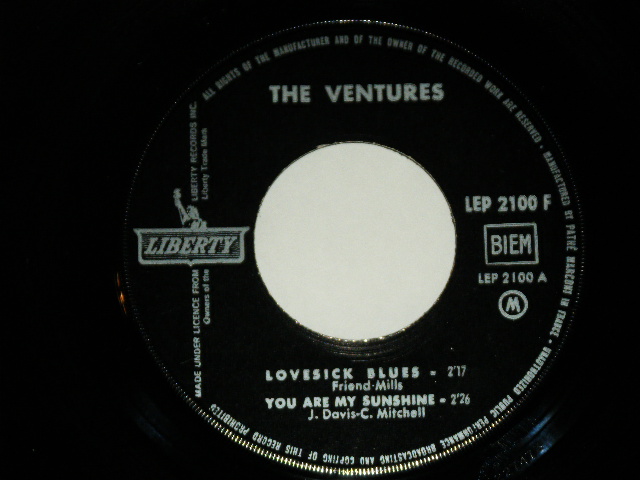 ALL RIGHTS OF THE MANUFACTURER AND OF THE OWNER OF THE RECORDED WORK ARE RESERVED - MANUFACTURED BY PATHÉ MARCONI IN FRANCE - UNAUTHORIZED PUBLIC PERFORMANCE BROADCASTING AND COPYING OF THIS RECORD PROHIBITED
THE VENTURES
LIBERTY RECORDS INC.
Liberty Trade Mark
LIBERTY
MADE UNDER LICENCE FROM
Owners of the
LEP 2100 F
BIEM
LEP 2100 A
M
LOVESICK BLUES - 2'17
Friend-Mills
YOU ARE MY SUNSHINE - 2'26
J. Davis-C. Mitchell